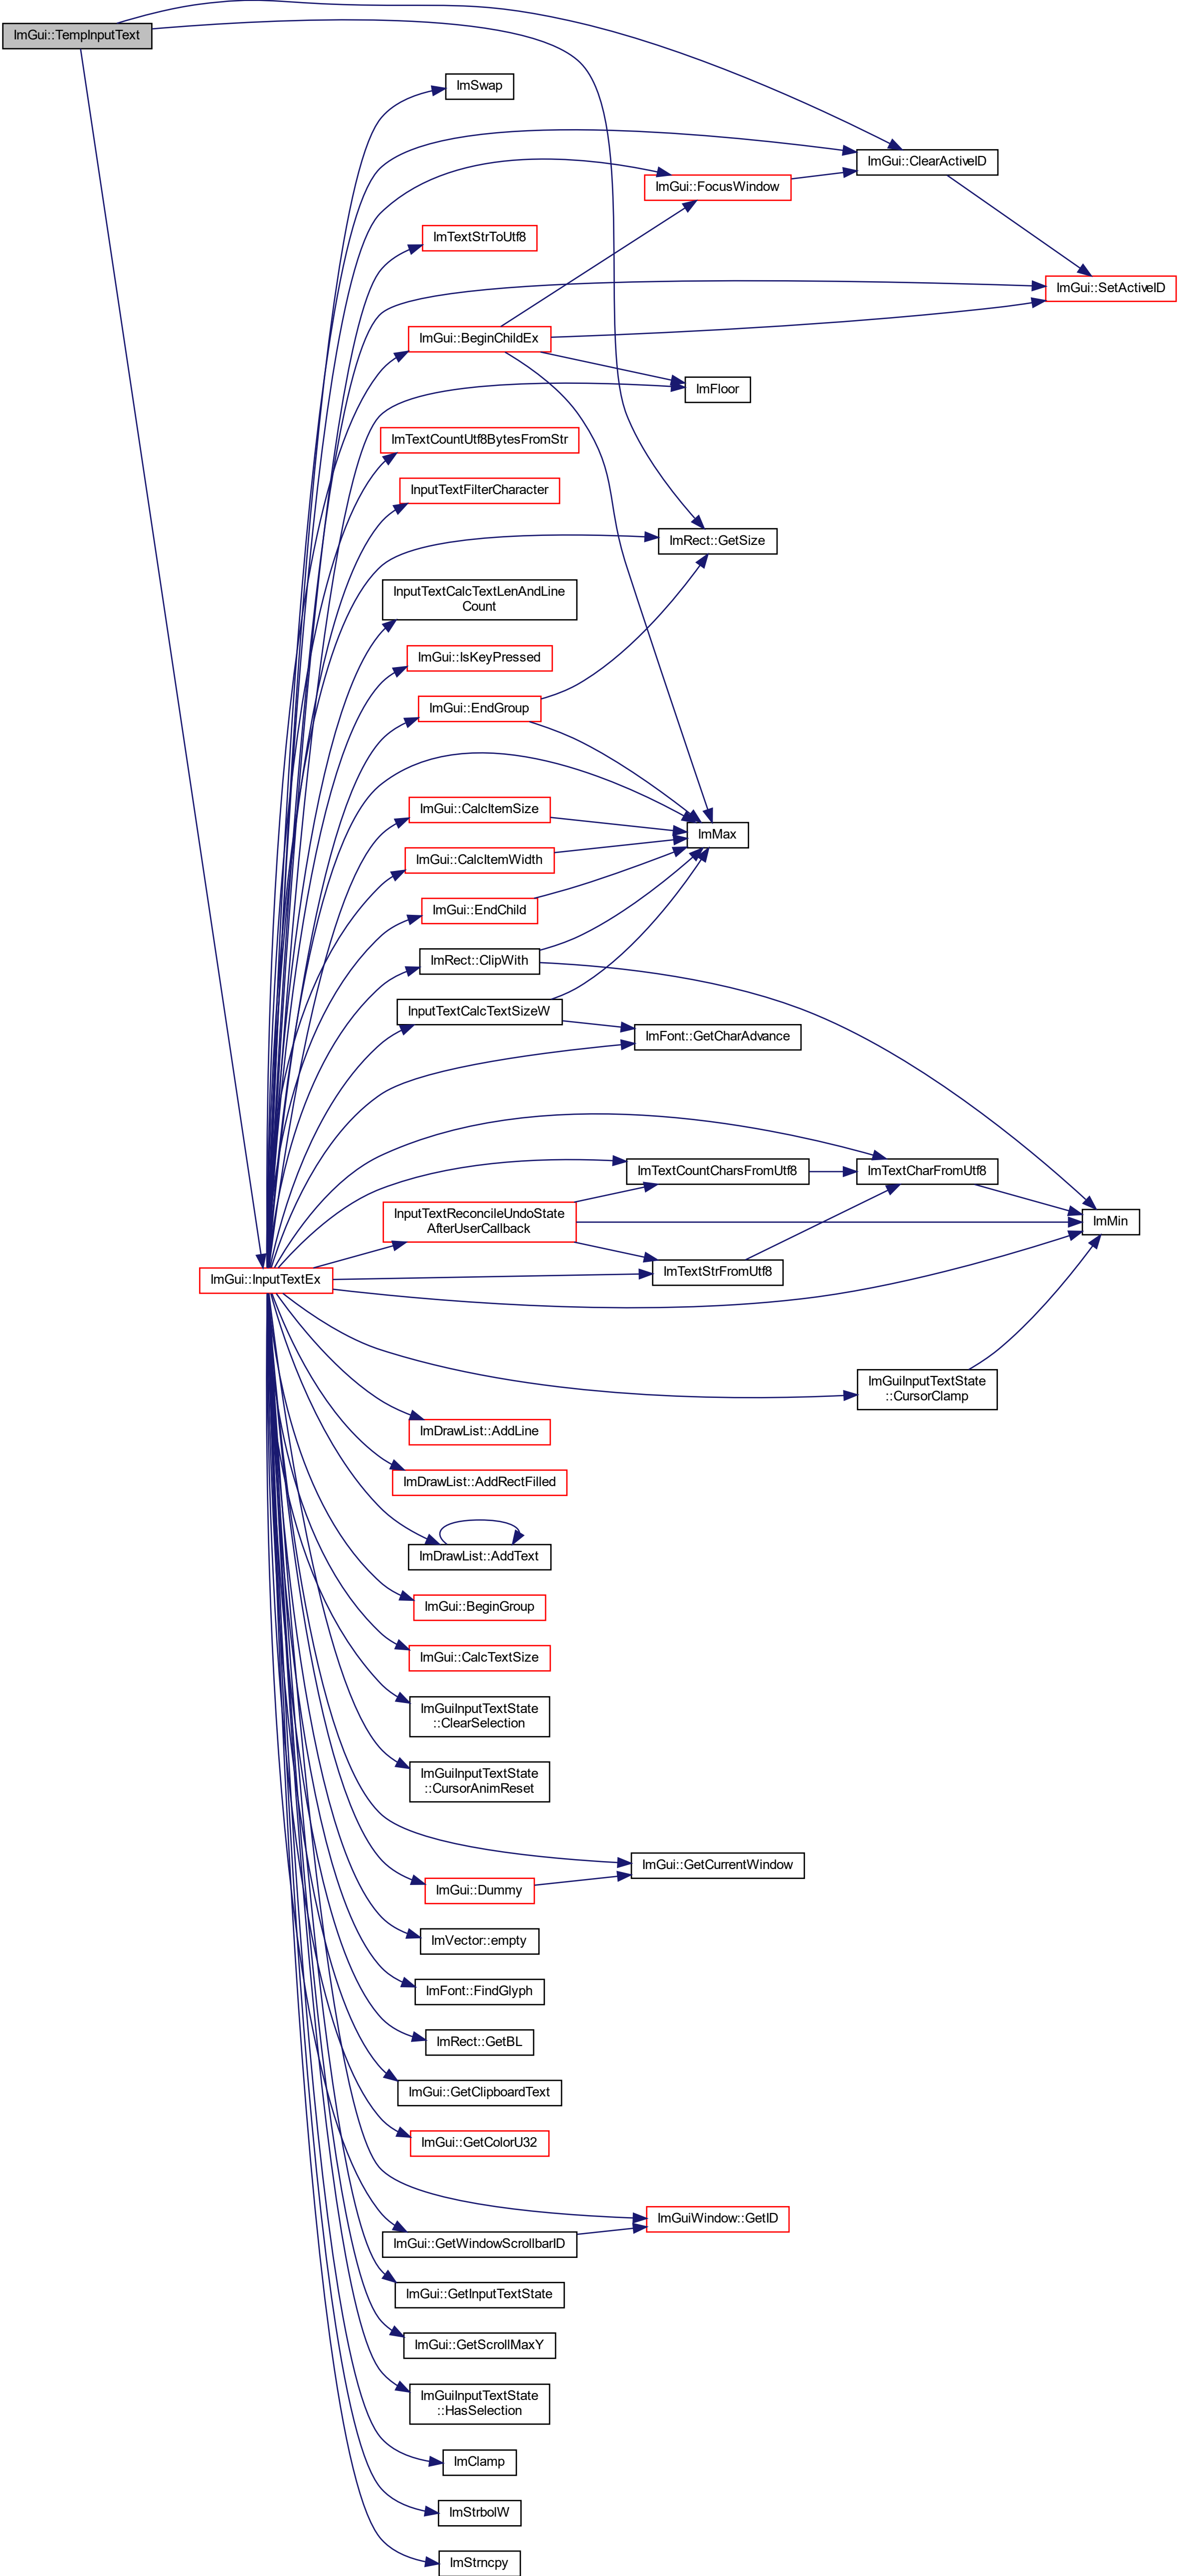 ImGui::TempInputText
ImSwap
ImGui::ClearActiveID
ImGui::FocusWindow
ImTextStrToUtf8
ImGui::SetActiveID
ImGui::BeginChildEx
ImFloor
ImTextCountUtf8BytesFromStr
InputTextFilterCharacter
ImRect::GetSize
InputTextCalcTextLenAndLine
Count
ImGui::IsKeyPressed
ImGui::EndGroup
ImGui::CalcItemSize
ImMax
ImGui::CalcItemWidth
ImGui::EndChild
ImRect::ClipWith
InputTextCalcTextSizeW
ImFont::GetCharAdvance
ImTextCountCharsFromUtf8
ImTextCharFromUtf8
InputTextReconcileUndoState
AfterUserCallback
ImMin
ImTextStrFromUtf8
ImGui::InputTextEx
ImGuiInputTextState
::CursorClamp
ImDrawList::AddLine
ImDrawList::AddRectFilled
ImDrawList::AddText
ImGui::BeginGroup
ImGui::CalcTextSize
ImGuiInputTextState
::ClearSelection
ImGuiInputTextState
::CursorAnimReset
ImGui::GetCurrentWindow
ImGui::Dummy
ImVector::empty
ImFont::FindGlyph
ImRect::GetBL
ImGui::GetClipboardText
ImGui::GetColorU32
ImGuiWindow::GetID
ImGui::GetWindowScrollbarID
ImGui::GetInputTextState
ImGui::GetScrollMaxY
ImGuiInputTextState
::HasSelection
ImClamp
ImStrbolW
ImStrncpy